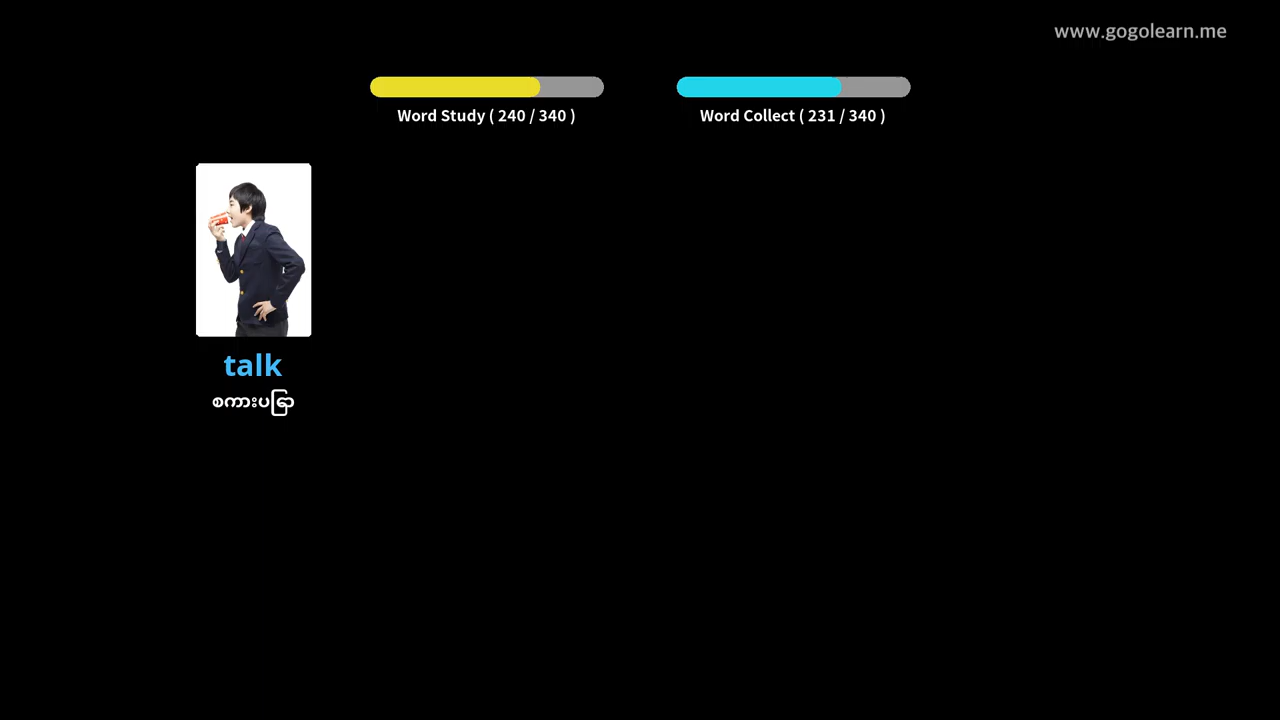 www.gogolearn.me
Word Study ( 240 / 340 )
Word Collect ( 231 / 340 )
talk
စကားပြော